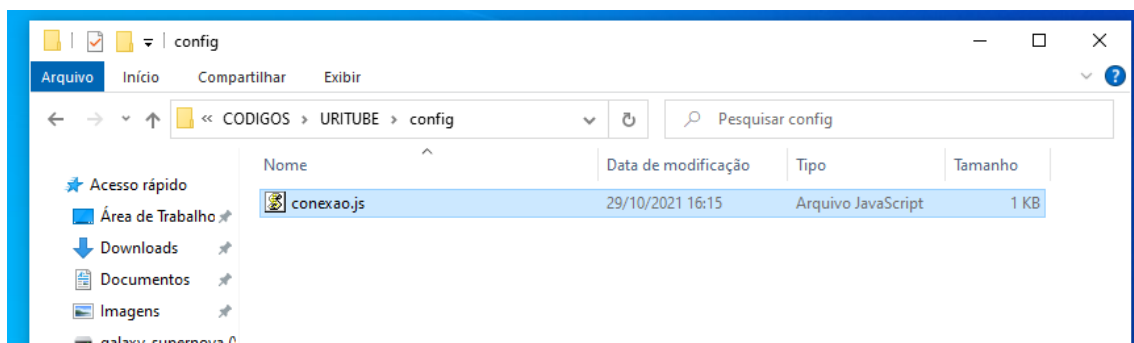 config
Arquivo Início Compartilhar Exibir
« CODIGOS › URITUBE › config Pesquisar config
Nome Data de modificação Tipo Tamanho
Acesso rápido
conexao.js 29/10/2021 16:15 Arquivo JavaScript 1 KB
Área de Trabalho
Downloads
Documentos
Imagens